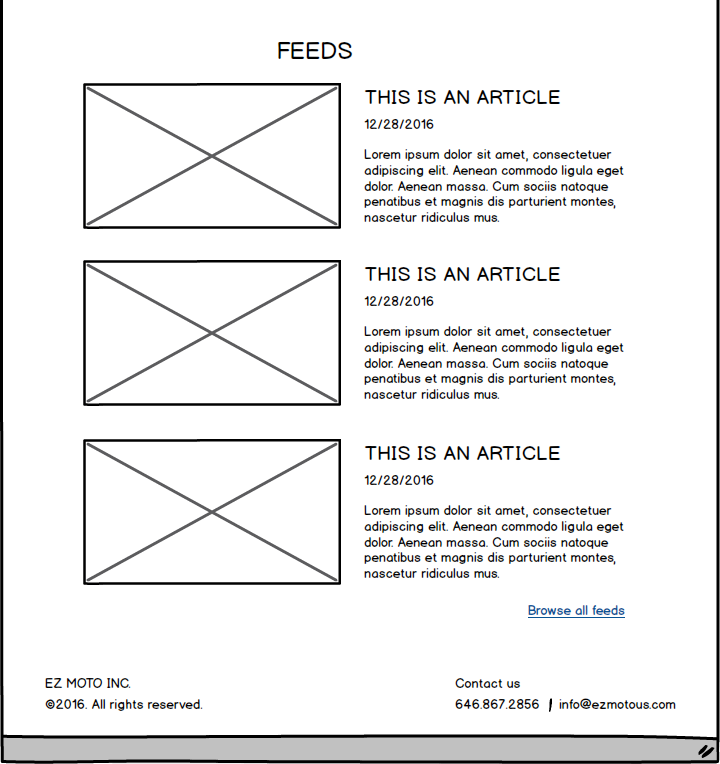 FEEDS
THIS IS AN ARTICLE
12/28/2016
Lorem ipsum dolor sit amet, consectetuer
adipiscing elit. Aenean commodo ligula eget
dolor. Aenean massa. Cum sociis natoque
penatibus et magnis dis parturient montes,
nascetur ridiculus mus.
THIS IS AN ARTICLE
12/28/2016
Lorem ipsum dolor sit amet, consectetuer
adipiscing elit. Aenean commodo ligula eget
dolor. Aenean massa. Cum sociis natoque
penatibus et magnis dis parturient montes,
nascetur ridiculus mus.
THIS IS AN ARTICLE
12/28/2016
Lorem ipsum dolor sit amet, consectetuer
adipiscing elit. Aenean commodo ligula eget
dolor. Aenean massa. Cum sociis natoque
penatibus et magnis dis parturient montes,
nascetur ridiculus mus.
Browse all feeds
EZ MOTO INC.
©2016. All rights reserved.
Contact us
646.867.2856 | info@ezmotous.com